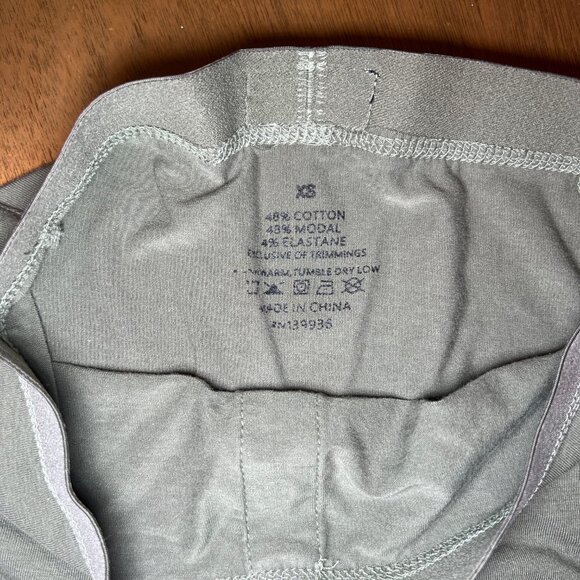 XS
48% COTTON
48% MODAL
4% ELASTANE
EXCLUSIVE OF TRIMMINGS
WARM, TUMBLE DRY LOW
MADE IN CHINA
RN139936